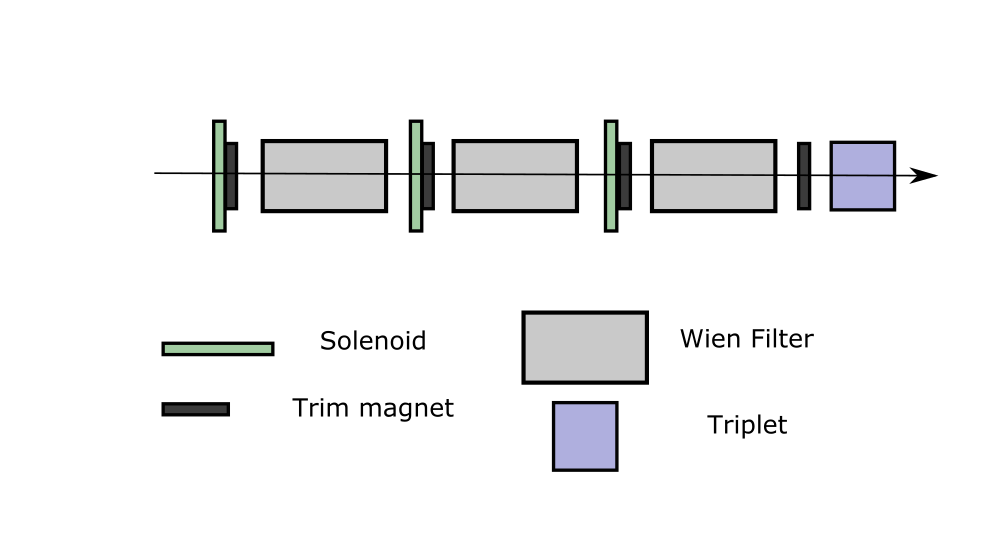 Solenoid
Wien Filter
Trim magnet
Triplet